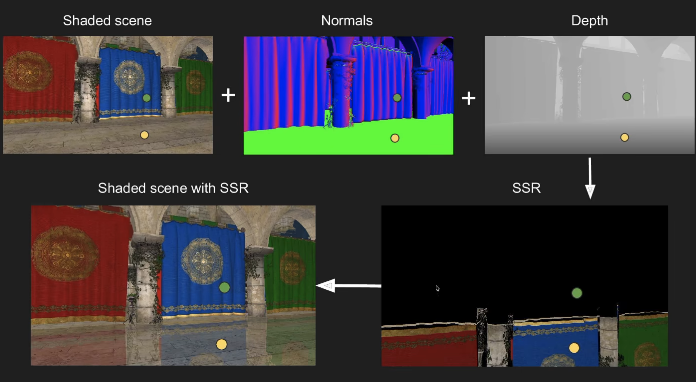 Shaded scene
Normals
Depth
+
+
Shaded scene with SSR
SSR